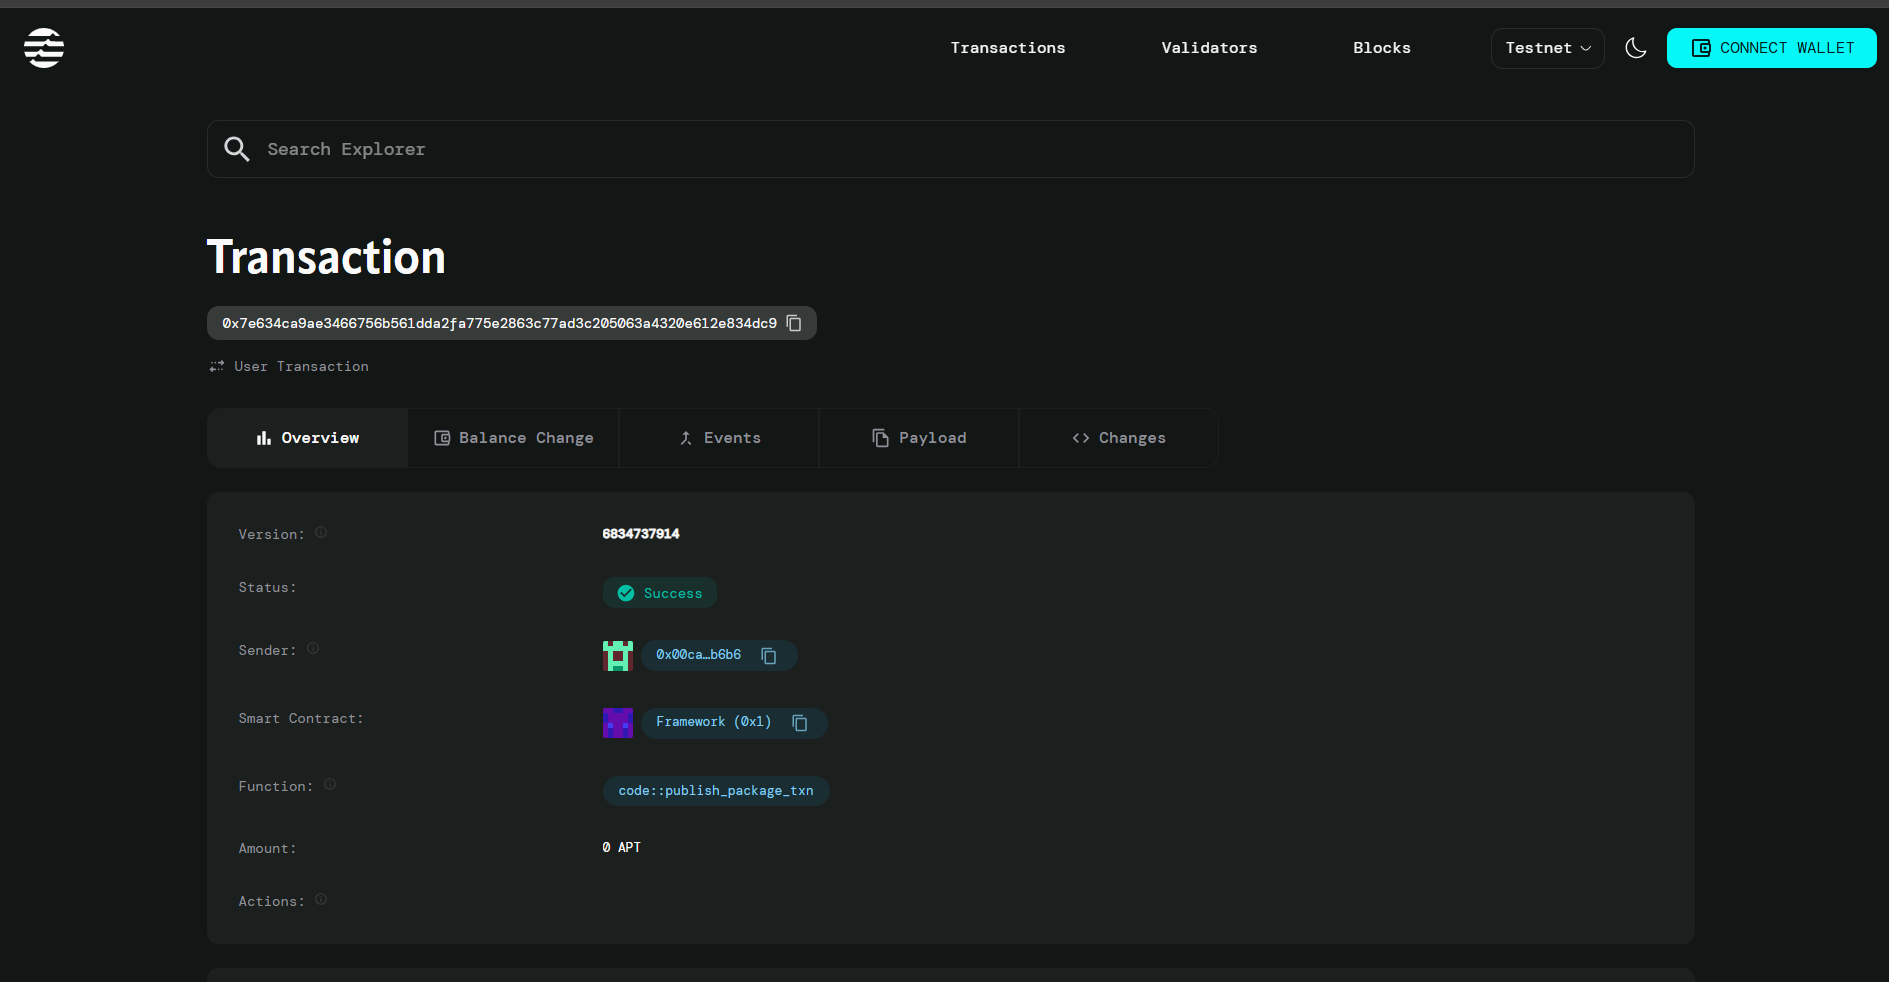 Transactions Validators Blocks Testnet CONNECT WALLET
Search Explorer
Transaction
0x7e634ca9ae3466756b561dda2fa775e2863c77ad3c205063a4320e612e834dc9
User Transaction
Overview Balance Change Events Payload Changes
Version: 6834737914
Status: Success
Sender: 0x00ca…b6b6
Smart Contract: Framework (0x1)
Function: code::publish_package_txn
Amount: 0 APT
Actions: